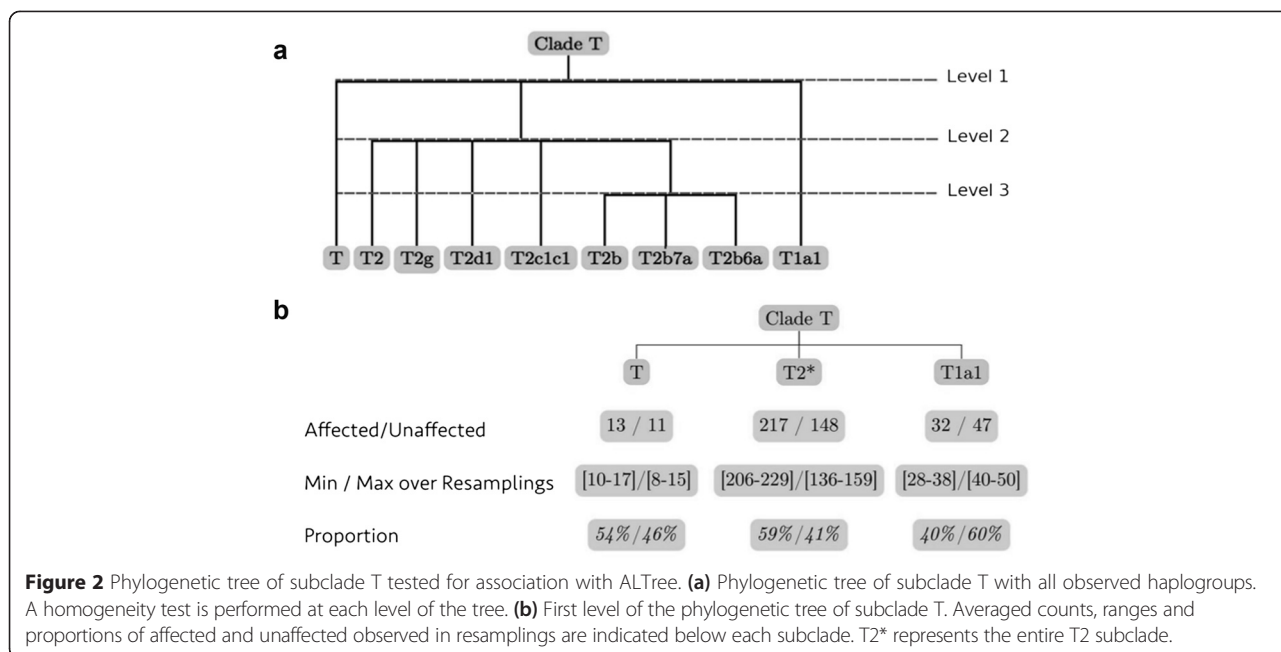 a
Clade T
Level 1
Level 2
Level 3
T T2 T2g T2d1 T2c1c1 T2b T2b7a T2b6a T1a1
b
Clade T
T T2* T1a1
Affected/Unaffected 13 / 11 217 / 148 32 / 47
Min / Max over Resamplings [10-17]/[8-15] [206-229]/[136-159] [28-38]/[40-50]
Proportion 54%/46% 59%/41% 40%/60%
Figure 2 Phylogenetic tree of subclade T tested for association with ALTree. (a) Phylogenetic tree of subclade T with all observed haplogroups.
A homogeneity test is performed at each level of the tree. (b) First level of the phylogenetic tree of subclade T. Averaged counts, ranges and
proportions of affected and unaffected observed in resamplings are indicated below each subclade. T2* represents the entire T2 subclade.